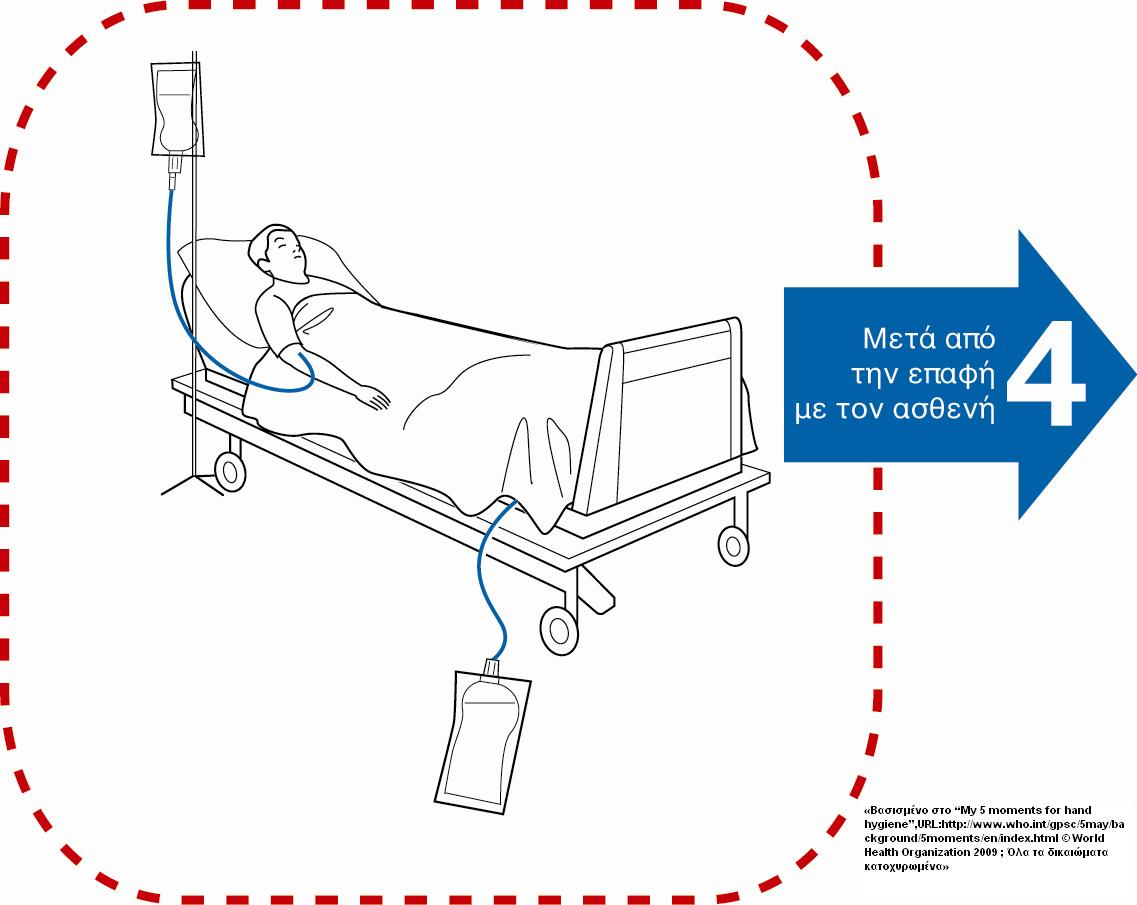 Μετά από
την επαφή
με τον ασθενή
4
«Βασισμένο στο “My 5 moments for hand
hygiene”,URL:http://www.who.int/gpsc/5may/ba
ckground/5moments/en/index.html © World
Health Organization 2009 ; Όλα τα δικαιώματα
κατοχυρωμένα»